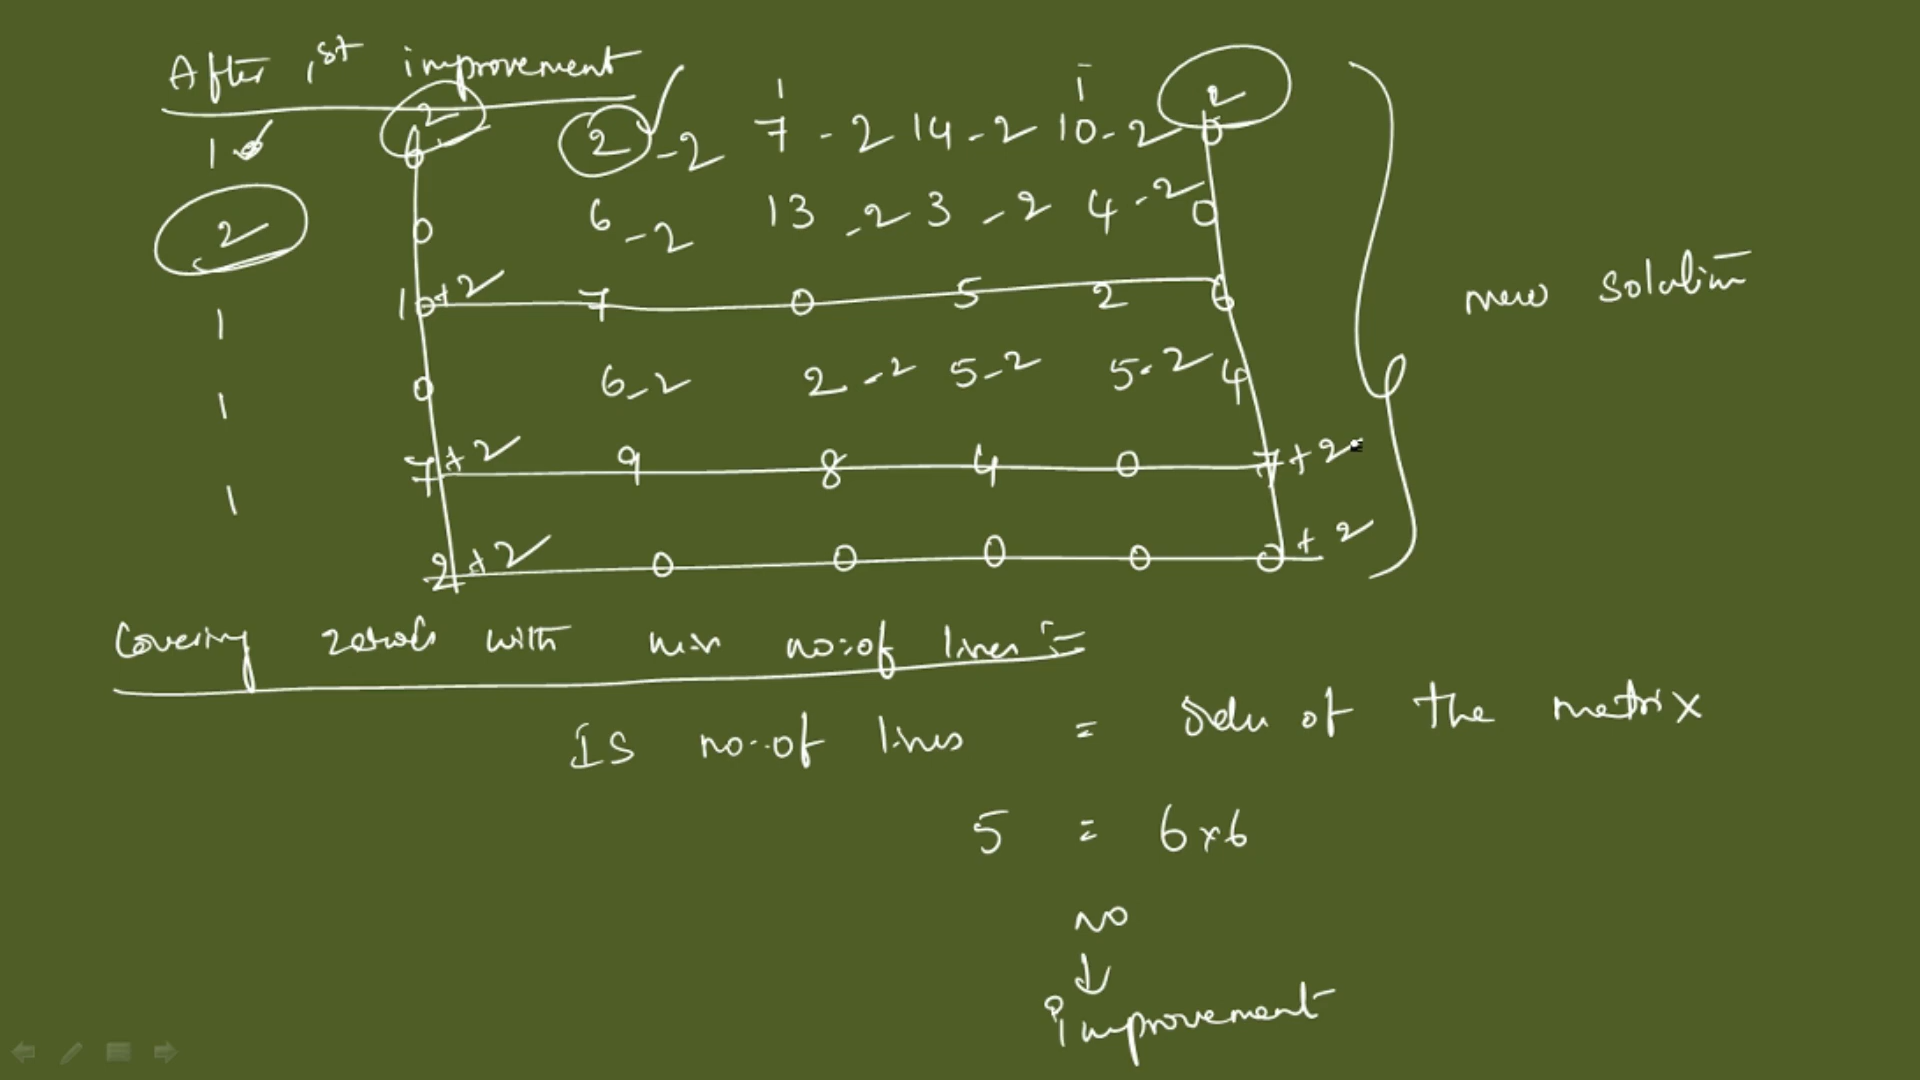 After 1st improvement
2 2
1 2 -2 7 -2 14 -2 10 -2 0
2 0 6 -2 13 -2 3 -2 4 -2 0
1 10 +2 7 0 5 2 6
1 0 6 -2 2 -2 5 -2 5 -2 4
1 7 +2 9 8 4 0 7 +2
2 +2 0 0 0 0 0 +2
new solution
Covering with min no: of lines :-
Is no. of lines = of the matrix
5 = 6x6
NO
↓
improvement